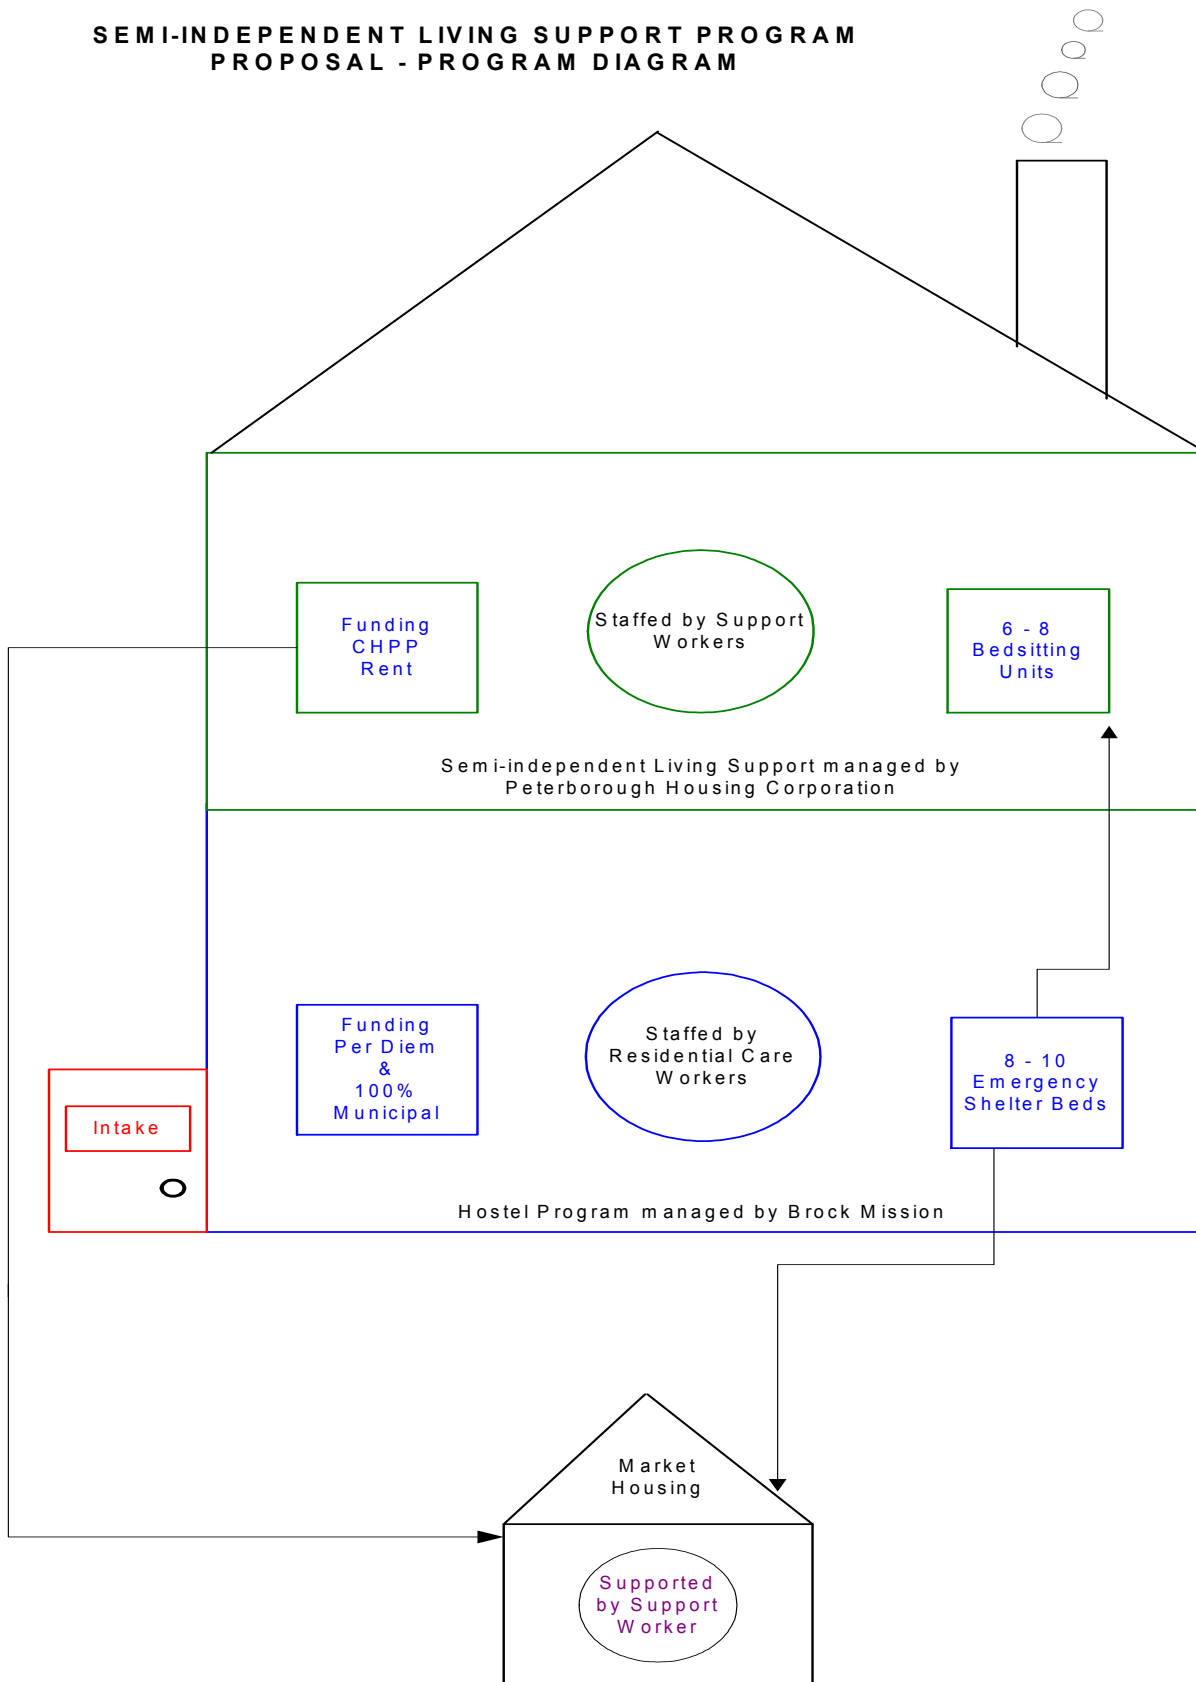 SEMI-INDEPENDENT LIVING SUPPORT PROGRAM
PROPOSAL - PROGRAM DIAGRAM
Funding
CHPP
Rent
Staffed by Support
Workers
6 - 8
Bedsitting
Units
Semi-independent Living Support managed by
Peterborough Housing Corporation
Funding
Per Diem
&
100%
Municipal
Staffed by
Residential Care
Workers
8 - 10
Emergency
Shelter Beds
Intake
Hostel Program managed by Brock Mission
Market
Housing
Supported
by Support
Worker